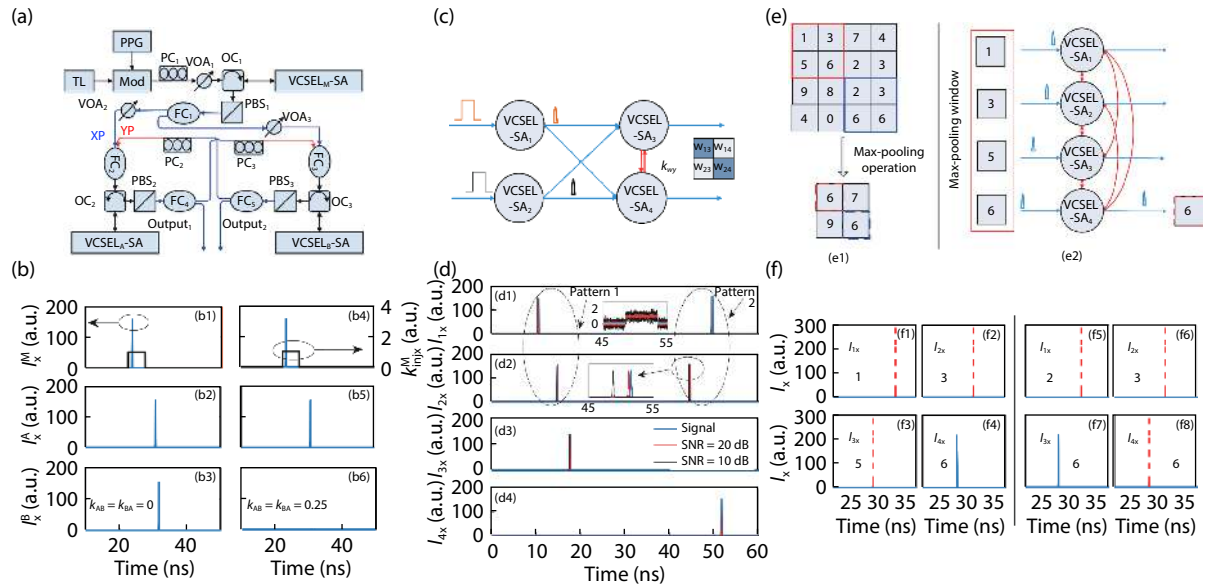 (a)
PPG
TL
Mod
PC1
VOA1
OC1
VCSELM-SA
VOA2
FC1
PBS1
VOA3
XP
YP
FC2
PC2
PC3
FC3
OC2
PBS2
FC4
FC5
PBS3
OC3
Output1
Output2
VCSELA-SA
VCSELB-SA
(b)
(b1)
(b4)
(b2)
(b5)
(b3)
(b6)
200
100
0
200
100
0
200
100
0
4
2
0
IxM (a.u.)
IxA (a.u.)
IxB (a.u.)
kinjxM (a.u.)
kAB = kBA = 0
kAB = kBA = 0.25
20
40
20
40
Time (ns)
Time (ns)
(c)
VCSEL
-SA1
VCSEL
-SA3
VCSEL
-SA2
VCSEL
-SA4
kwy
w13 w14
w23 w24
(d)
(d1)
Pattern 1
Pattern
2
2
0
45
55
(d2)
45
55
(d3)
Signal
SNR = 20 dB
SNR = 10 dB
(d4)
200
100
0
200
100
0
200
100
0
200
100
0
I1x (a.u.)
I2x (a.u.)
I3x (a.u.)
I4x (a.u.)
0 10 20 30 40 50 60
Time (ns)
(e)
1 3 7 4
5 6 2 3
9 8 2 3
4 0 6 6
Max-pooling
operation
6 7
9 6
(e1)
Max-pooling window
1
3
5
6
VCSEL
-SA1
VCSEL
-SA2
VCSEL
-SA3
VCSEL
-SA4
6
(e2)
(f)
300
200
100
0
Ix (a.u.)
(f1)
I1x
1
(f2)
I2x
3
(f5)
I1x
2
(f6)
I2x
3
300
200
100
0
Ix (a.u.)
(f3)
I3x
5
(f4)
I4x
6
(f7)
I3x
6
(f8)
I4x
6
25 30 35
25 30 35
25 30 35
25 30 35
Time (ns)
Time (ns)
Time (ns)
Time (ns)